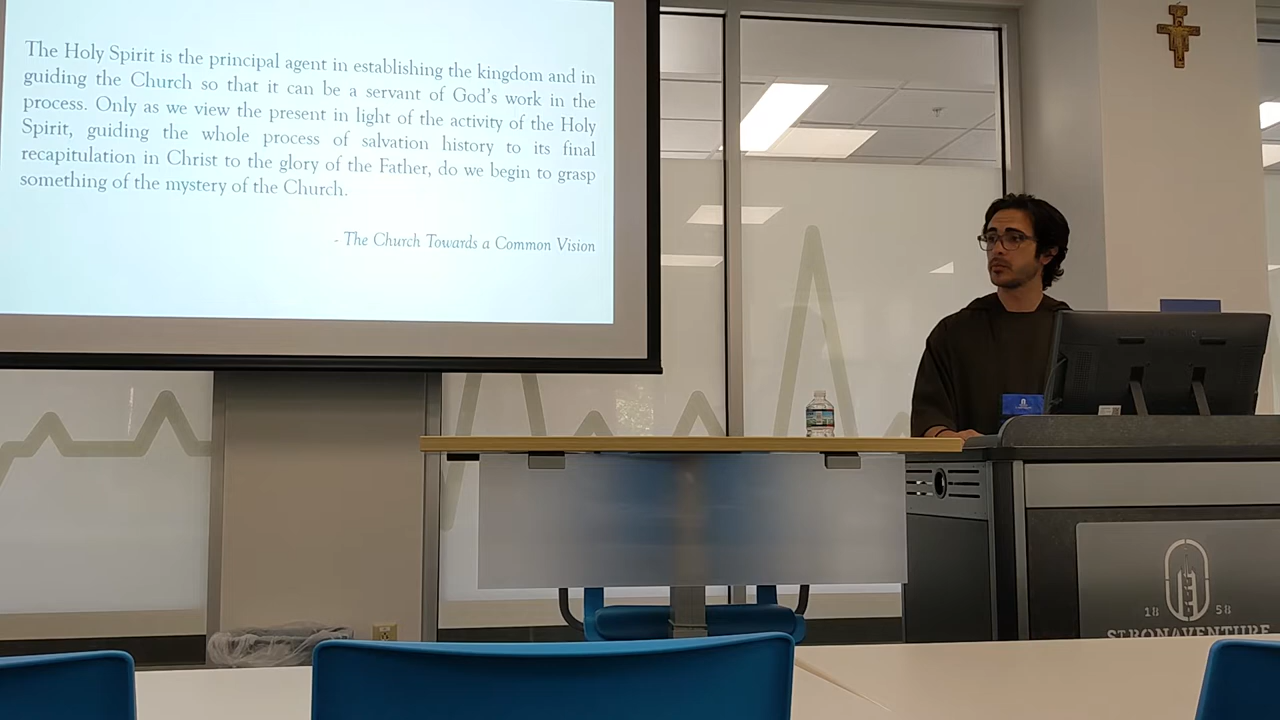 The Holy Spirit is the principal agent in establishing the kingdom and in
guiding the Church so that it can be a servant of God's work in the
process. Only as we view the present in light of the activity of the Holy
Spirit, guiding the whole process of salvation history to its final
recapitulation in Christ to the glory of the Father, do we begin to grasp
something of the mystery of the Church.
- The Church Towards a Common Vision
18 58
ST. BONAVENTURE